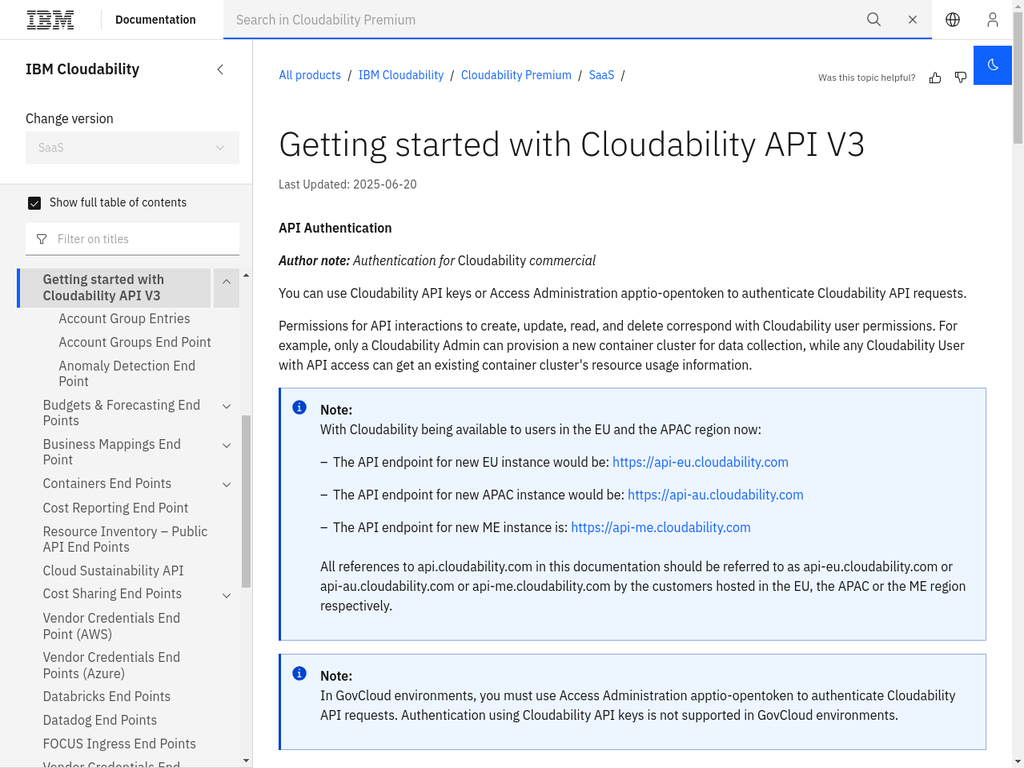 IBM
Documentation
Search in Cloudability Premium
IBM Cloudability
Change version
SaaS
Show full table of contents
Filter on titles
Getting started with
Cloudability API V3
Account Group Entries
Account Groups End Point
Anomaly Detection End
Point
Budgets & Forecasting End
Points
Business Mappings End
Point
Containers End Points
Cost Reporting End Point
Resource Inventory – Public
API End Points
Cloud Sustainability API
Cost Sharing End Points
Vendor Credentials End
Point (AWS)
Vendor Credentials End
Points (Azure)
Databricks End Points
Datadog End Points
FOCUS Ingress End Points
Vendor Credentials End
All products / IBM Cloudability / Cloudability Premium / SaaS /
Was this topic helpful?
Getting started with Cloudability API V3
Last Updated: 2025-06-20
API Authentication
Author note: Authentication for Cloudability commercial
You can use Cloudability API keys or Access Administration apptio-opentoken to authenticate Cloudability API requests.
Permissions for API interactions to create, update, read, and delete correspond with Cloudability user permissions. For
example, only a Cloudability Admin can provision a new container cluster for data collection, while any Cloudability User
with API access can get an existing container cluster's resource usage information.
Note:
With Cloudability being available to users in the EU and the APAC region now:
– The API endpoint for new EU instance would be: https://api-eu.cloudability.com
– The API endpoint for new APAC instance would be: https://api-au.cloudability.com
– The API endpoint for new ME instance is: https://api-me.cloudability.com
All references to api.cloudability.com in this documentation should be referred to as api-eu.cloudability.com or
api-au.cloudability.com or api-me.cloudability.com by the customers hosted in the EU, the APAC or the ME region
respectively.
Note:
In GovCloud environments, you must use Access Administration apptio-opentoken to authenticate Cloudability
API requests. Authentication using Cloudability API keys is not supported in GovCloud environments.